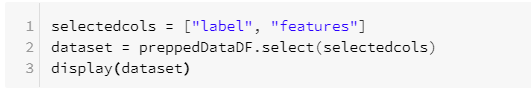 1 selectedcols = ["label", "features"]
2 dataset = preppedDataDF.select(selectedcols)
3 display(dataset)